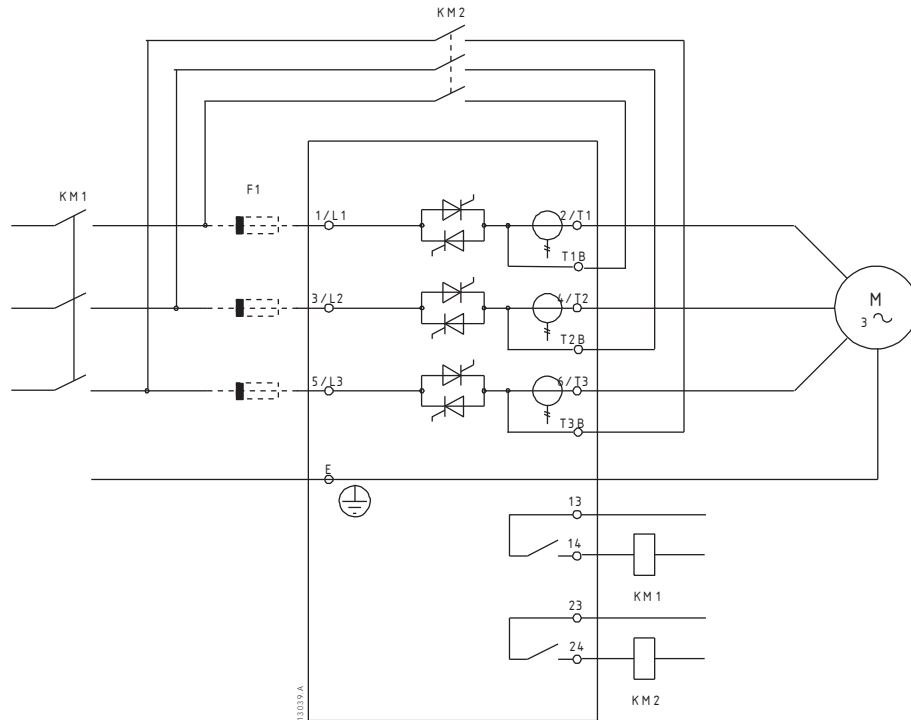 KM2
F1
KM1
1/L1
2/T1
T1B
3/L2
4/T2
T2B
M
3
5/L3
6/T3
T3B
E
13
14
KM1
23
24
KM2
13039.A